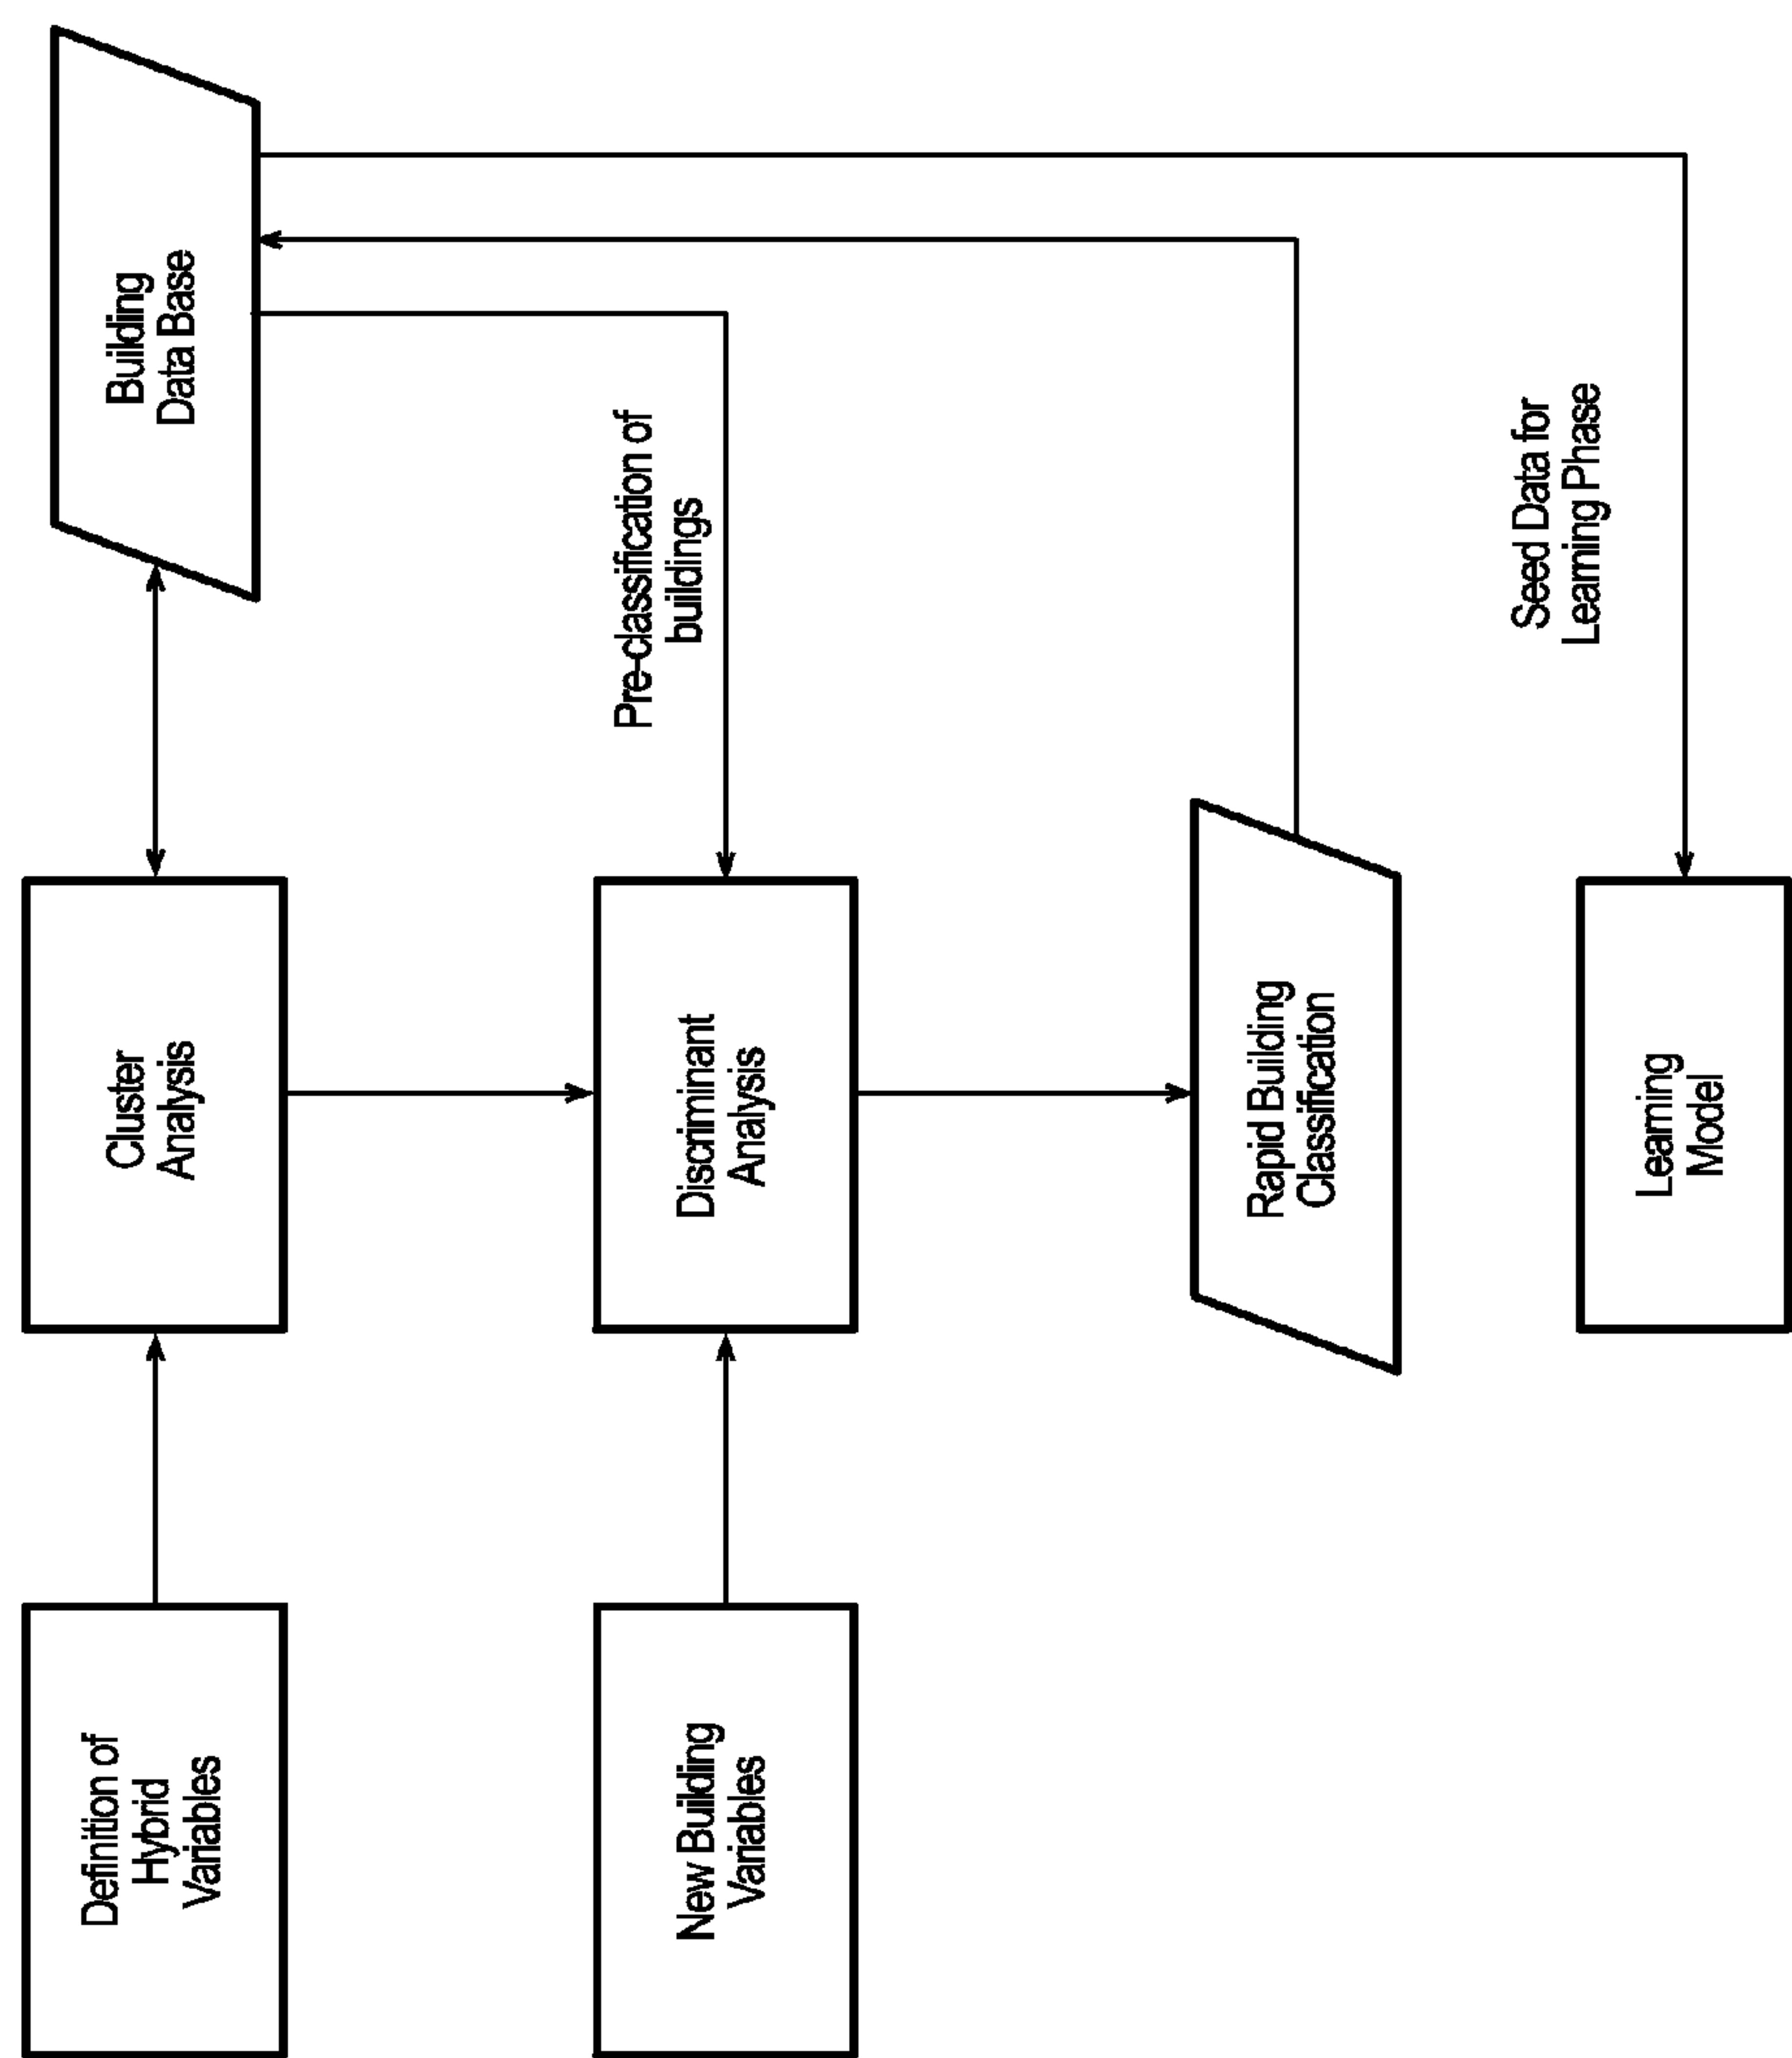 Definition of
Hybrid
Variables
Cluster
Analysis
Building
Data Base
New Building
Variables
Discriminant
Analysis
Pre-classification of
buildings
Rapid Building
Classification
Seed Data for
Learning Phase
Learning
Model